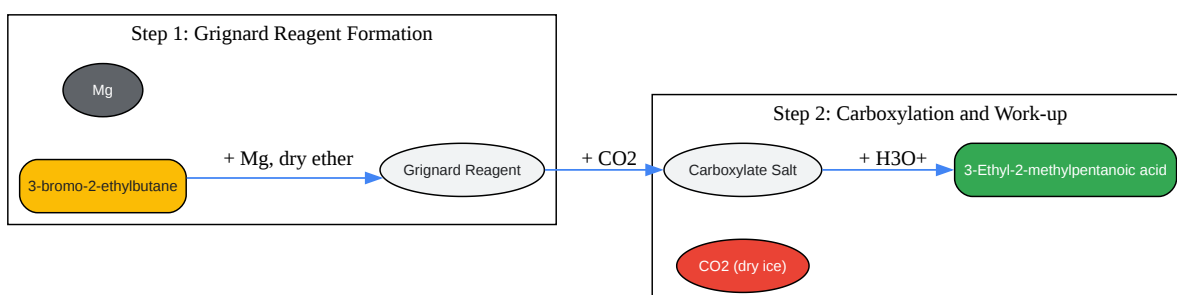 Step 1: Grignard Reagent Formation
Mg
3-bromo-2-ethylbutane
+ Mg, dry ether
Grignard Reagent
+ CO2
Step 2: Carboxylation and Work-up
Carboxylate Salt
+ H3O+
3-Ethyl-2-methylpentanoic acid
CO2 (dry ice)